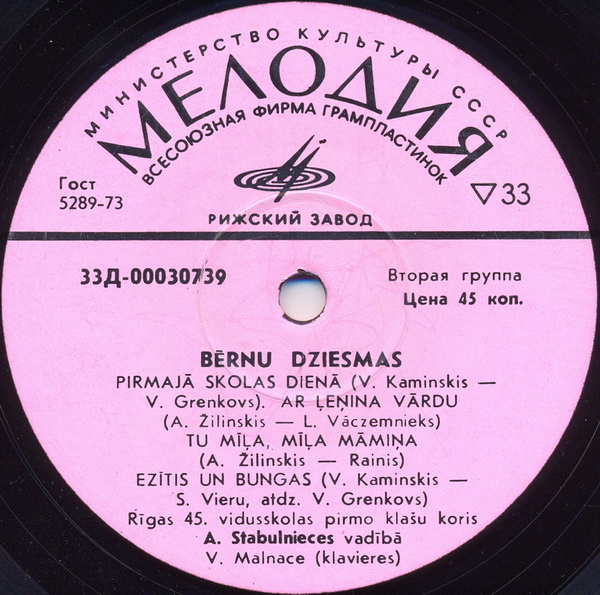 МИНИСТЕРСТВО КУЛЬТУРЫ СССР
МЕЛОДИЯ
ВСЕСОЮЗНАЯ ФИРМА ГРАМПЛАСТИНОК
Гост
5289-73
▽33
РИЖСКИЙ ЗАВОД
33Д-00030739
Вторая группа
Цена 45 коп.
BĒRNU DZIESMAS
PIRMAJĀ SKOLAS DIENĀ (V. Kaminskis —
V. Grenkovs). AR ĻEŅINA VĀRDU
(A. Žilinskis — L. Vāczemnieks)
TU MĪĻA, MĪĻA MĀMIŅA
(A. Žilinskis — Rainis)
EZĪTIS UN BUNGAS (V. Kaminskis —
S. Vieru, atdz. V. Grenkovs)
Rīgas 45. vidusskolas pirmo klašu koris
A. Stabulnieces vadībā
V. Malnace (klavieres)